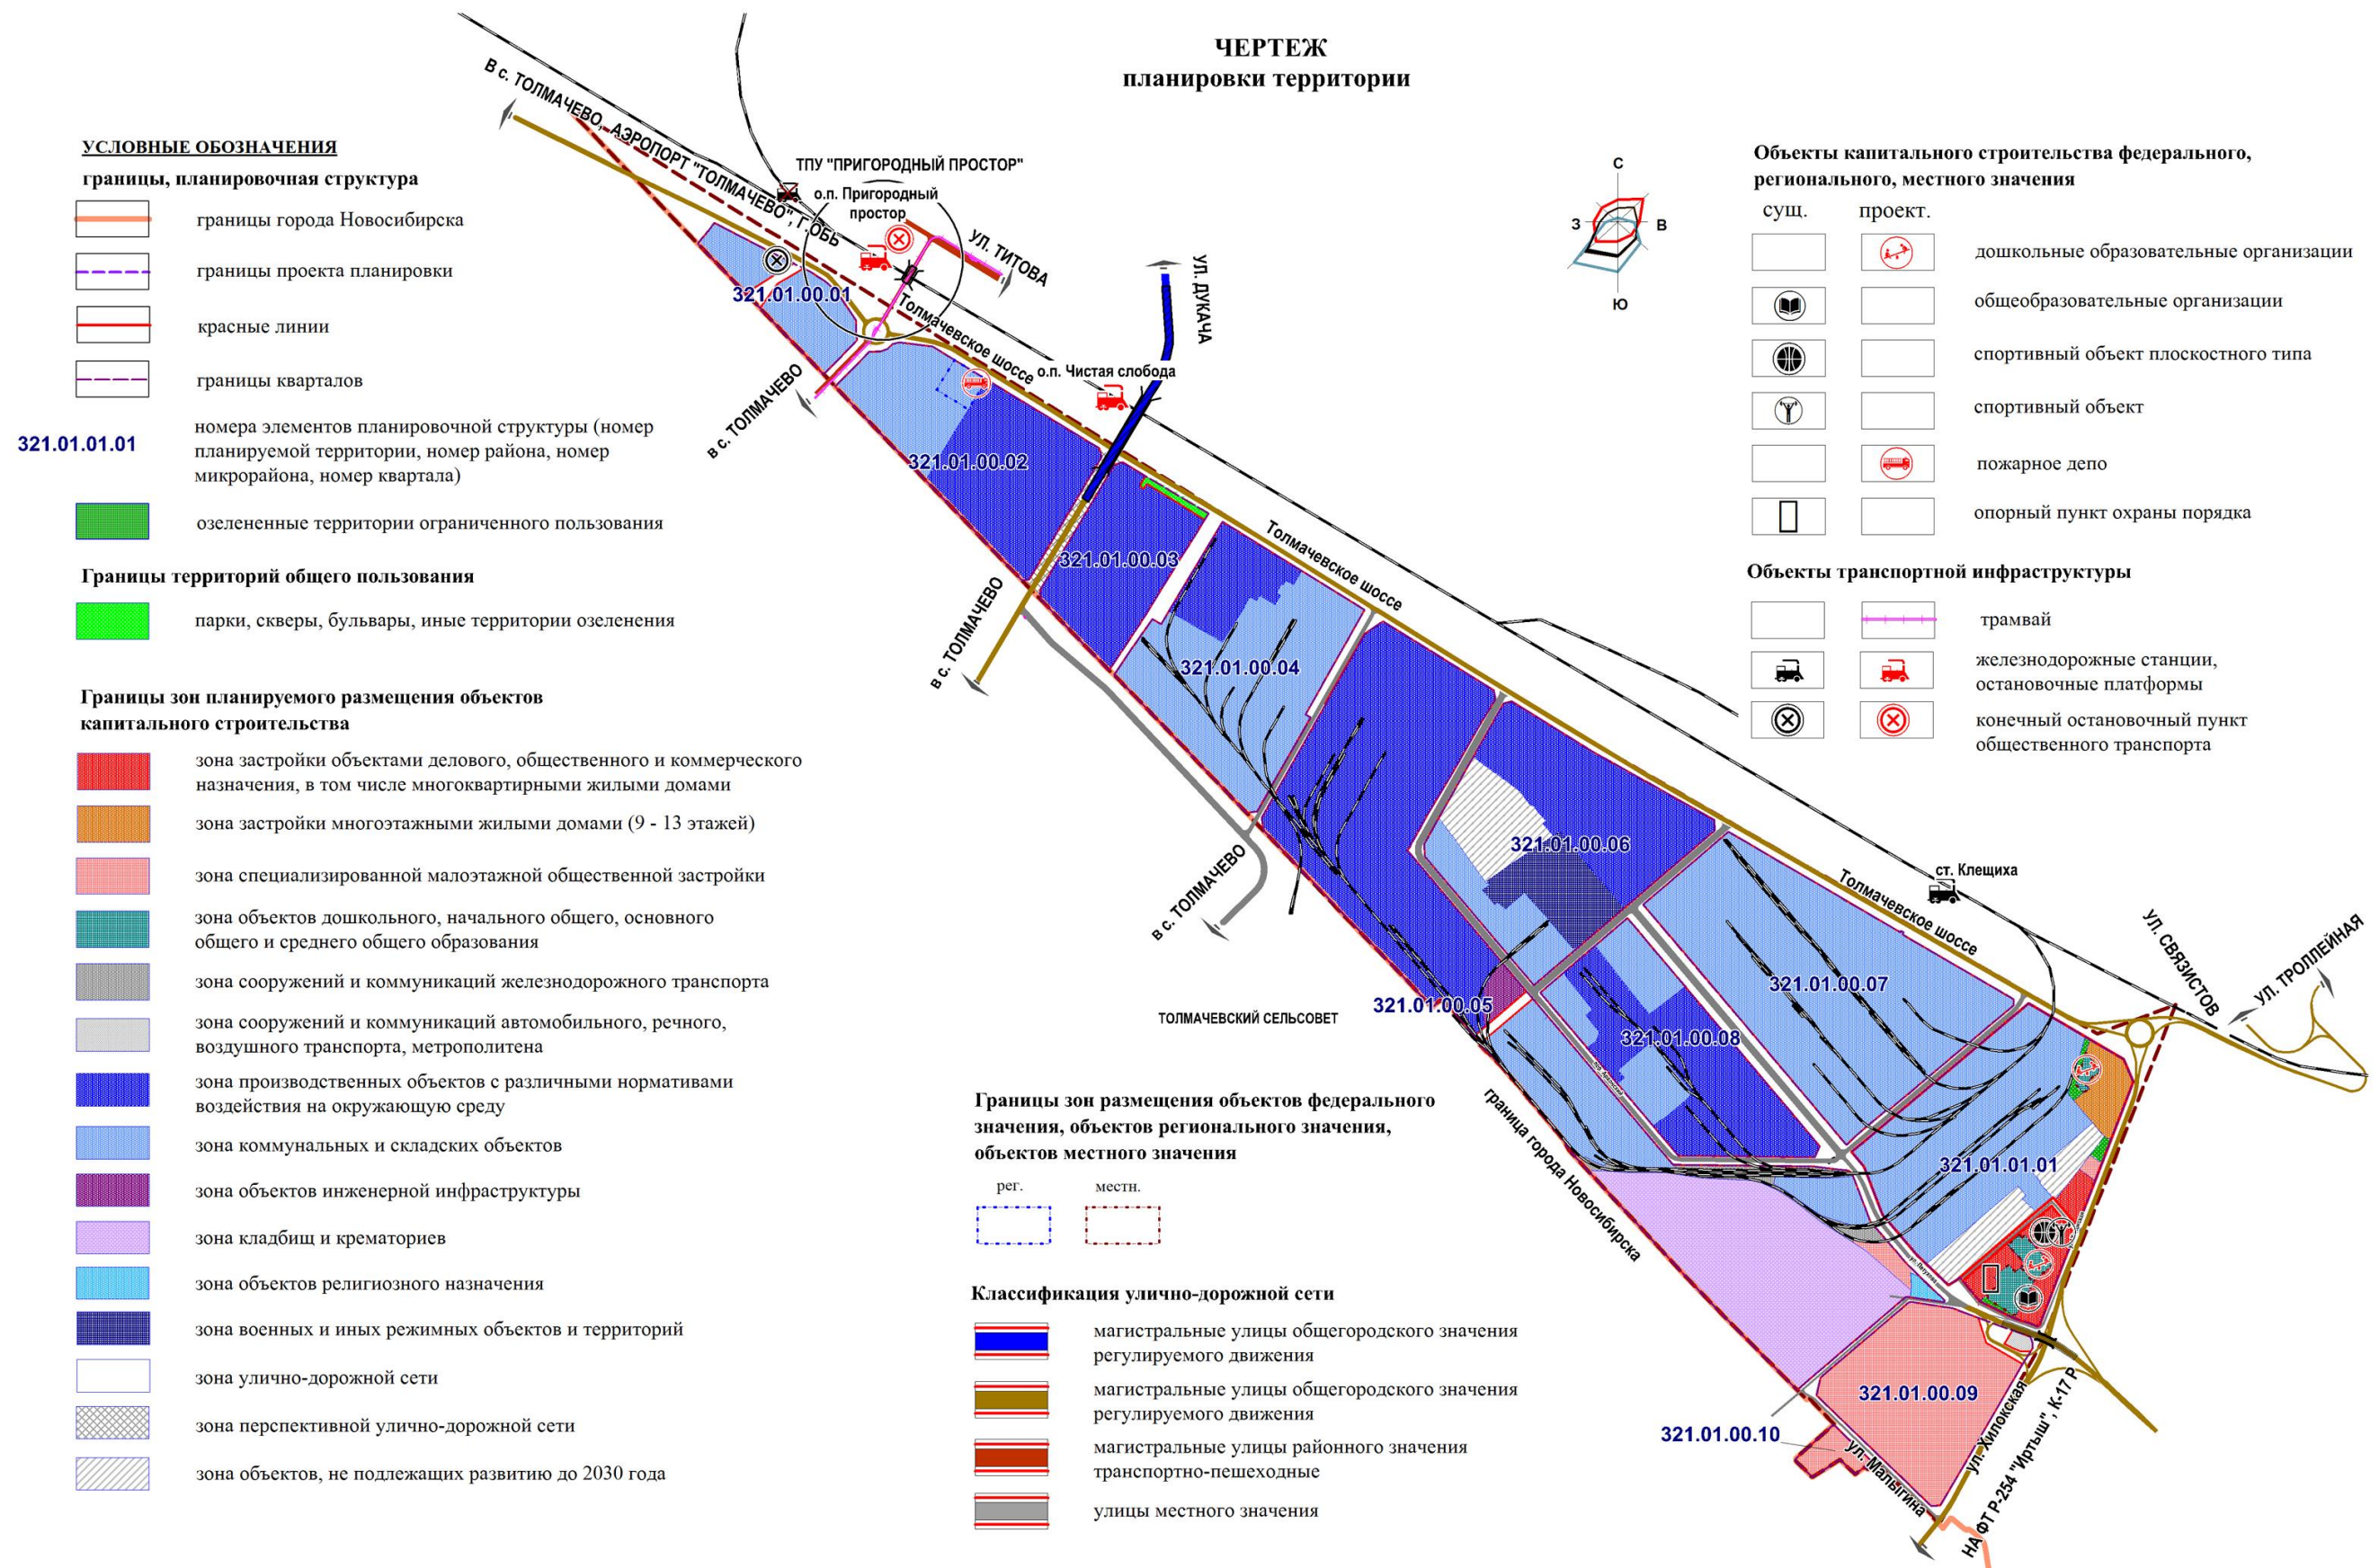 ЧЕРТЕЖ
планировки территории
УСЛОВНЫЕ ОБОЗНАЧЕНИЯ
границы, планировочная структура
границы города Новосибирска
границы проекта планировки
красные линии
границы кварталов
321.01.01.01
номера элементов планировочной структуры (номер
планируемой территории, номер района, номер
микрорайона, номер квартала)
озелененные территории ограниченного пользования
Границы территорий общего пользования
парки, скверы, бульвары, иные территории озеленения
Границы зон планируемого размещения объектов
капитального строительства
зона застройки объектами делового, общественного и коммерческого
назначения, в том числе многоквартирными жилыми домами
зона застройки многоэтажными жилыми домами (9 - 13 этажей)
зона специализированной малоэтажной общественной застройки
зона объектов дошкольного, начального общего, основного
общего и среднего общего образования
зона сооружений и коммуникаций железнодорожного транспорта
зона сооружений и коммуникаций автомобильного, речного,
воздушного транспорта, метрополитена
зона производственных объектов с различными нормативами
воздействия на окружающую среду
зона коммунальных и складских объектов
зона объектов инженерной инфраструктуры
зона кладбищ и крематориев
зона объектов религиозного назначения
зона военных и иных режимных объектов и территорий
зона улично-дорожной сети
зона перспективной улично-дорожной сети
зона объектов, не подлежащих развитию до 2030 года
В с. ТОЛМАЧЕВО, АЭРОПОРТ "ТОЛМАЧЕВО", Г.ОБЬ
ТПУ "ПРИГОРОДНЫЙ ПРОСТОР"
о.п. Пригородный
простор
УЛ. ТИТОВА
УЛ. ДУКАЧА
321.01.00.01
Толмачевское шоссе
о.п. Чистая слобода
в с. ТОЛМАЧЕВО
321.01.00.02
321.01.00.03
Толмачевское шоссе
в с. ТОЛМАЧЕВО
321.01.00.04
321.01.00.06
в с. ТОЛМАЧЕВО
ст. Клещиха
Толмачевское шоссе
УЛ. СВЯЗИСТОВ
УЛ. ТРОЛЛЕЙНАЯ
321.01.00.07
321.01.00.05
ТОЛМАЧЕВСКИЙ СЕЛЬСОВЕТ
321.01.00.08
граница города Новосибирска
321.01.01.01
321.01.00.09
321.01.00.10
ул. Малыгина
ул. Хилокская
НА ФТ Р-254 "Иртыш", К-17 Р
С
З
В
Ю
Объекты капитального строительства федерального,
регионального, местного значения
сущ. проект.
дошкольные образовательные организации
общеобразовательные организации
спортивный объект плоскостного типа
спортивный объект
пожарное депо
опорный пункт охраны порядка
Объекты транспортной инфраструктуры
трамвай
железнодорожные станции,
остановочные платформы
конечный остановочный пункт
общественного транспорта
Границы зон размещения объектов федерального
значения, объектов регионального значения,
объектов местного значения
рег. местн.
Классификация улично-дорожной сети
магистральные улицы общегородского значения
регулируемого движения
магистральные улицы общегородского значения
регулируемого движения
магистральные улицы районного значения
транспортно-пешеходные
улицы местного значения